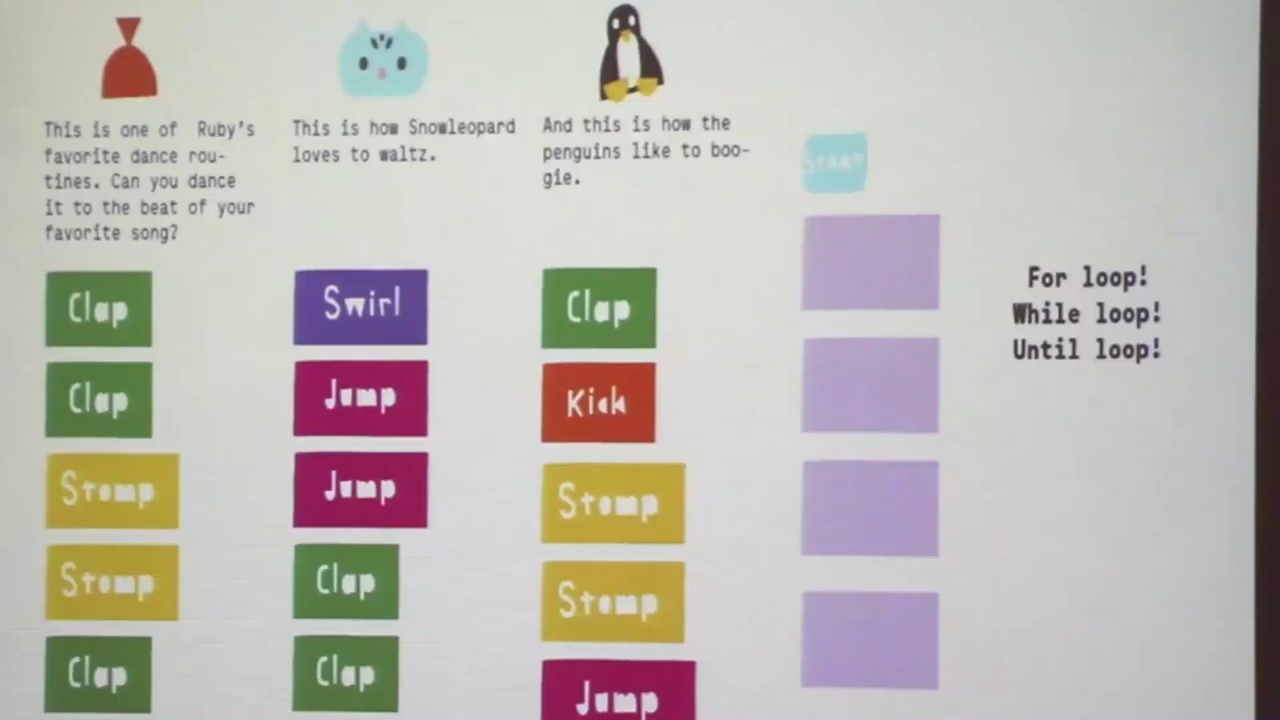 This is one of Ruby's
favorite dance rou-
tines. Can you dance
it to the beat of your
favorite song?
Clap
Clap
Stomp
Stomp
Clap
This is how Snowleopard
loves to waltz.
Swirl
Jump
Jump
Clap
Clap
And this is how the
penguins like to boo-
gie.
Clap
Kick
Stomp
Stomp
Jump
START
For loop!
While loop!
Until loop!